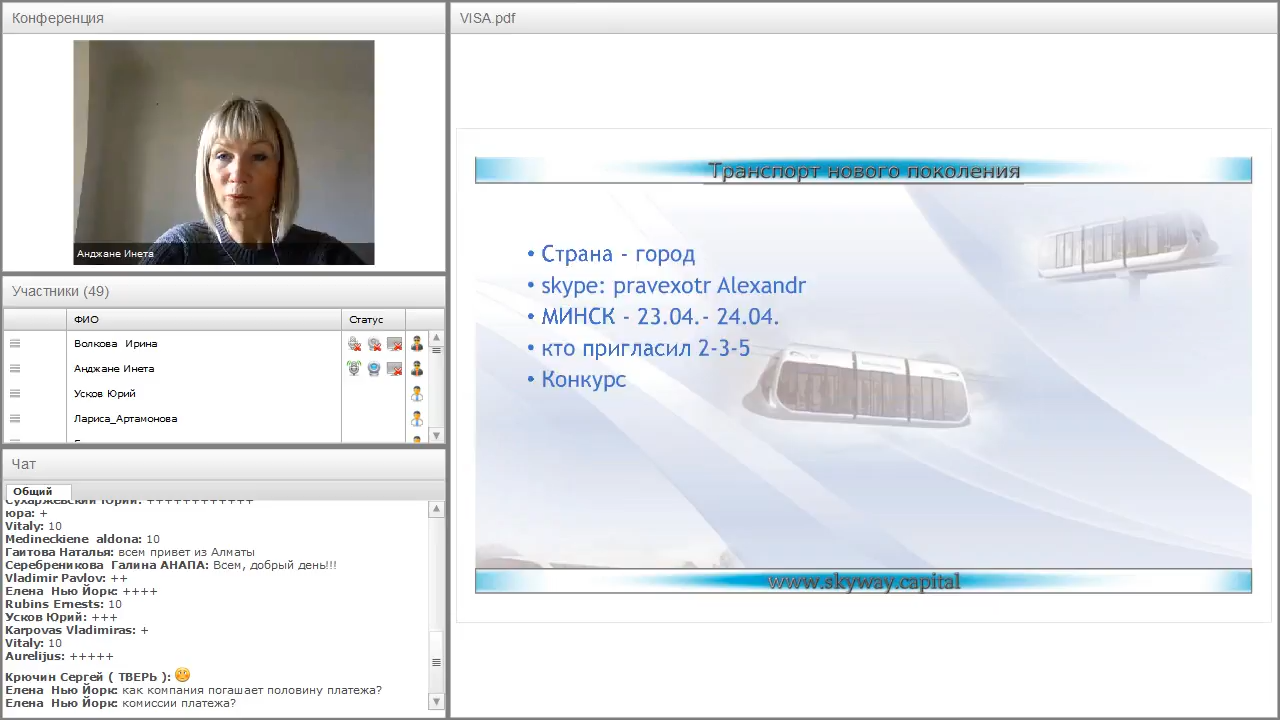 Конференция
Анджане Инета
Участники (49)
ФИО Статус
Волкова Ирина
Анджане Инета
Усков Юрий
Лариса_Артамонова
Чат
Общий
Сухаржевский Юрий: ++++++++++++
юра: +
Vitaly: 10
Medineckiene aldona: 10
Гаитова Наталья: всем привет из Алматы
Серебреникова Галина АНАПА: Всем, добрый день!!!
Vladimir Pavlov: ++
Елена Нью Йорк: ++++
Rubins Ernests: 10
Усков Юрий: +++
Karpovas Vladimiras: +
Vitaly: 10
Aurelijus: +++++
Крючин Сергей ( ТВЕРЬ ):
Елена Нью Йорк: как компания погашает половину платежа?
Елена Нью Йорк: комиссии платежа?
VISA.pdf
Транспорт нового поколения
• Страна - город
• skype: pravexotr Alexandr
• МИНСК - 23.04.- 24.04.
• кто пригласил 2-3-5
• Конкурс
www.skyway.capital